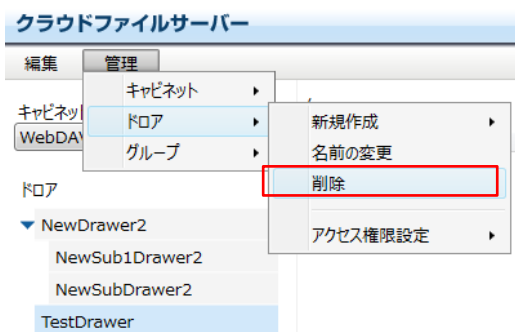 クラウドファイルサーバー
編集 管理
キャビネット
ドロア
グループ
キャビネッ
WebDA
新規作成
名前の変更
削除
アクセス権限設定
ドロア
NewDrawer2
NewSub1Drawer2
NewSubDrawer2
TestDrawer